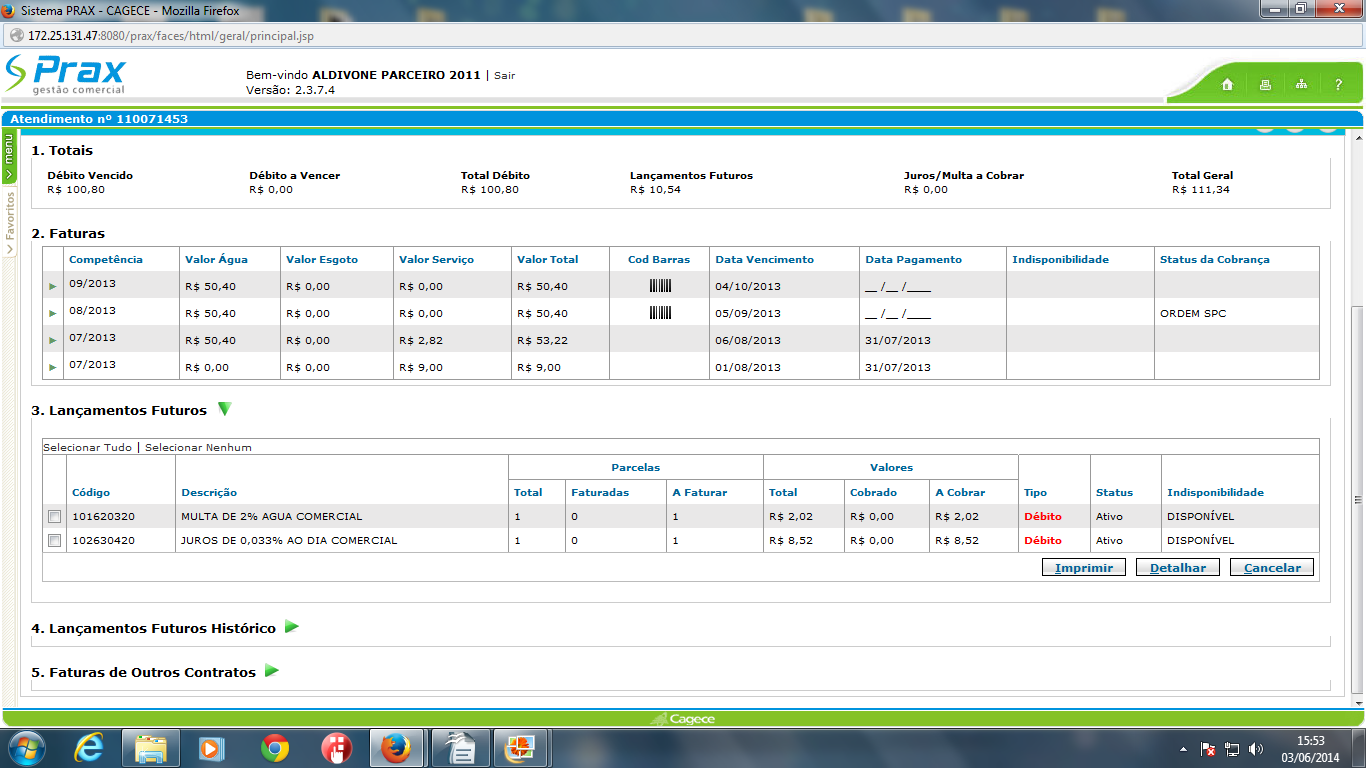 Sistema PRAX - CAGECE - Mozilla Firefox
172.25.131.47:8080/prax/faces/html/geral/principal.jsp
Prax
gestão comercial
Bem-vindo ALDIVONE PARCEIRO 2011 | Sair
Versão: 2.3.7.4
?
Atendimento nº 110071453
menu
Favoritos
1. Totais
Débito Vencido Débito a Vencer Total Débito Lançamentos Futuros Juros/Multa a Cobrar Total Geral
R$ 100,80 R$ 0,00 R$ 100,80 R$ 10,54 R$ 0,00 R$ 111,34
2. Faturas
Competência Valor Água Valor Esgoto Valor Serviço Valor Total Cod Barras Data Vencimento Data Pagamento Indisponibilidade Status da Cobrança
09/2013 R$ 50,40 R$ 0,00 R$ 0,00 R$ 50,40 04/10/2013 __ /__ /____
08/2013 R$ 50,40 R$ 0,00 R$ 0,00 R$ 50,40 05/09/2013 __ /__ /____ ORDEM SPC
07/2013 R$ 50,40 R$ 0,00 R$ 2,82 R$ 53,22 06/08/2013 31/07/2013
07/2013 R$ 0,00 R$ 0,00 R$ 9,00 R$ 9,00 01/08/2013 31/07/2013
3. Lançamentos Futuros
Selecionar Tudo | Selecionar Nenhum
Parcelas Valores
Código Descrição Total Faturadas A Faturar Total Cobrado A Cobrar Tipo Status Indisponibilidade
101620320 MULTA DE 2% AGUA COMERCIAL 1 0 1 R$ 2,02 R$ 0,00 R$ 2,02 Débito Ativo DISPONÍVEL
102630420 JUROS DE 0,033% AO DIA COMERCIAL 1 0 1 R$ 8,52 R$ 0,00 R$ 8,52 Débito Ativo DISPONÍVEL
Imprimir Detalhar Cancelar
4. Lançamentos Futuros Histórico
5. Faturas de Outros Contratos
Cagece
15:53
03/06/2014